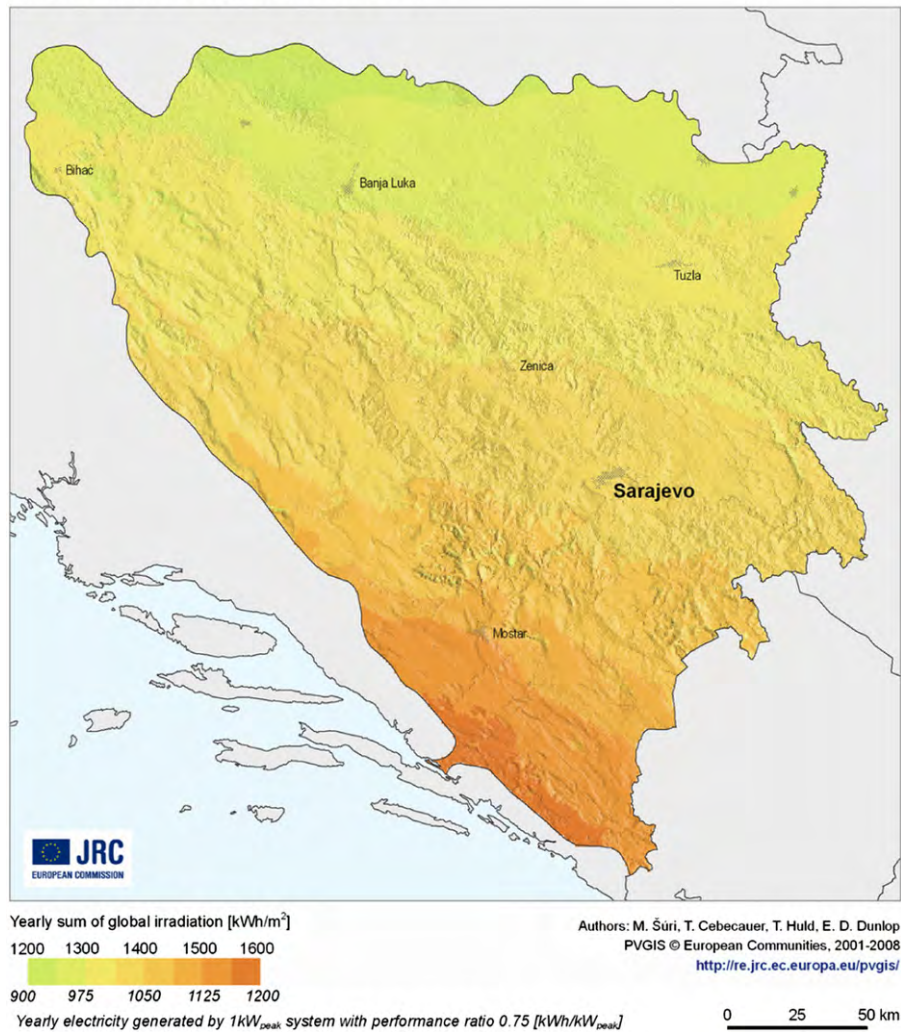 Bihać
Banja Luka
Tuzla
Zenica
Sarajevo
Mostar
JRC
EUROPEAN COMMISSION
Yearly sum of global irradiation [kWh/m²]
1200 1300 1400 1500 1600
900 975 1050 1125 1200
Yearly electricity generated by 1kWpeak system with performance ratio 0.75 [kWh/kWpeak]
Authors: M. Šúri, T. Cebecauer, T. Huld, E. D. Dunlop
PVGIS © European Communities, 2001-2008
http://re.jrc.ec.europa.eu/pvgis/
0 25 50 km